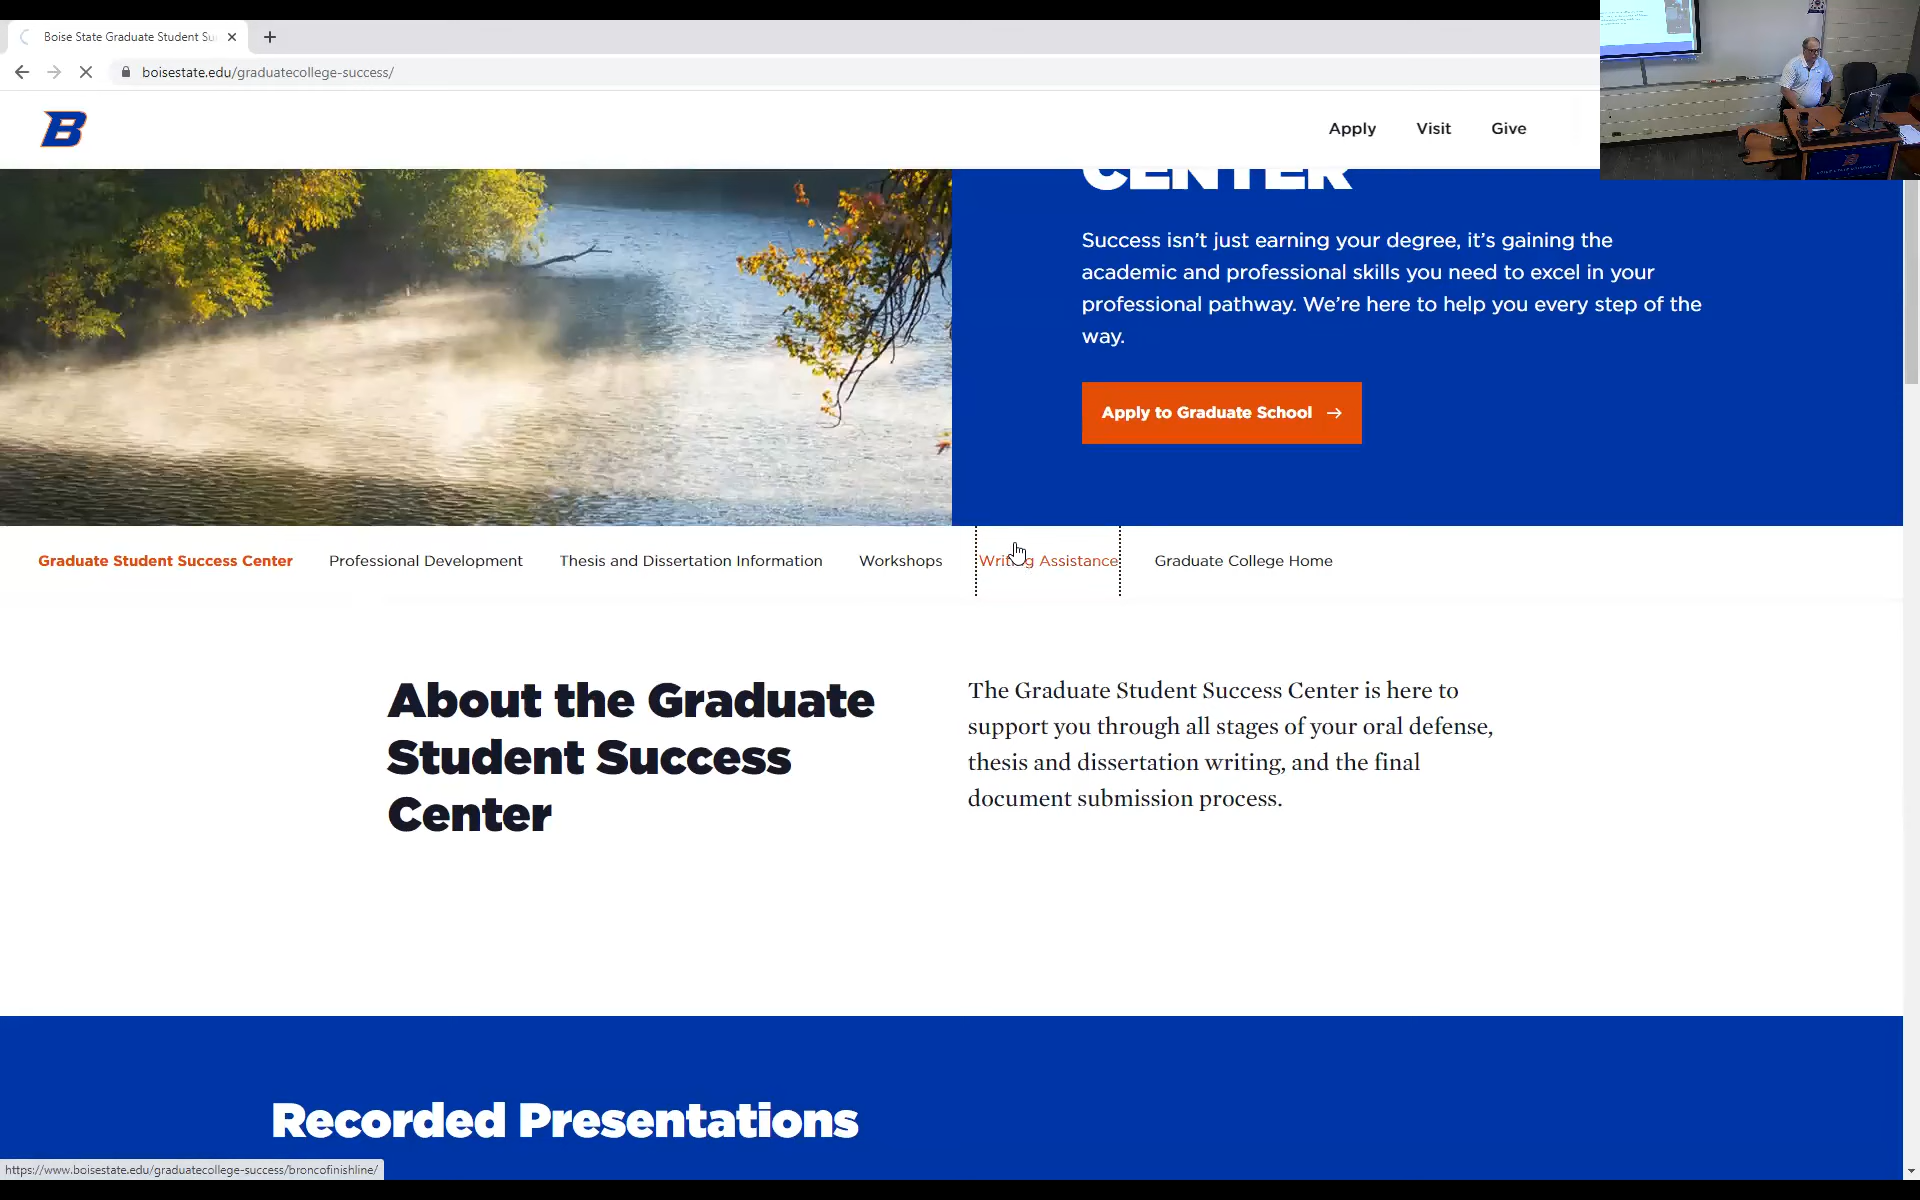 Boise State Graduate Student Su
boisestate.edu/graduatecollege-success/
B
Apply
Visit
Give
CENTER
Success isn't just earning your degree, it's gaining the
academic and professional skills you need to excel in your
professional pathway. We're here to help you every step of the
way.
Apply to Graduate School →
Graduate Student Success Center
Professional Development
Thesis and Dissertation Information
Workshops
Writing Assistance
Graduate College Home
About the Graduate
Student Success
Center
The Graduate Student Success Center is here to
support you through all stages of your oral defense,
thesis and dissertation writing, and the final
document submission process.
Recorded Presentations
https://www.boisestate.edu/graduatecollege-success/broncofinishline/